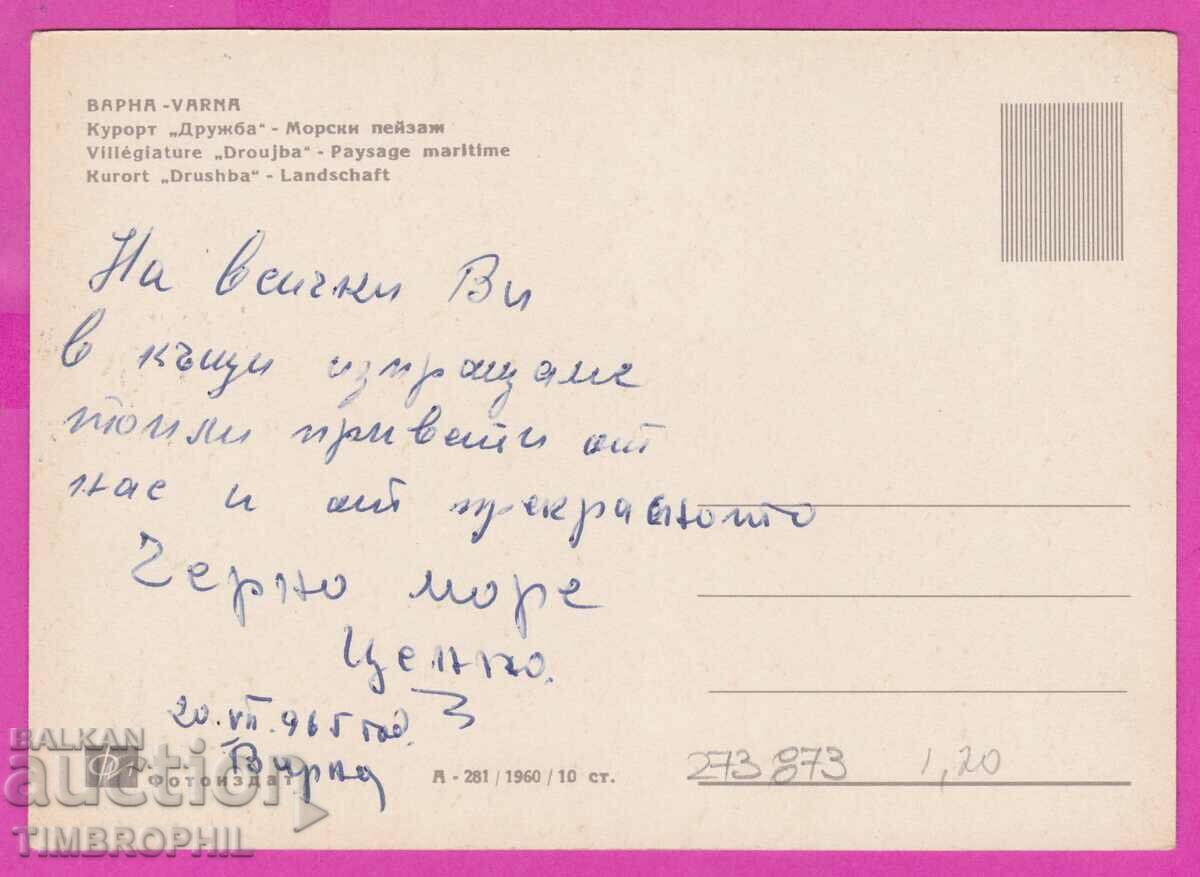 ВАРНА - VARNA
Курорт „Дружба" - Морски пейзаж
Villégiature „Droujba" - Paysage maritime
Kurort „Drushba" - Landschaft
На всички Ви
в къщи изпращаме
топли привети от
нас и от прекрасното
Черно море
Ценко.
20.VII.965 год.
Варна
Фотоиздат
А - 281 / 1960 / 10 ст.
273873 1,20
BALKAN
auction
TIMBROPHIL